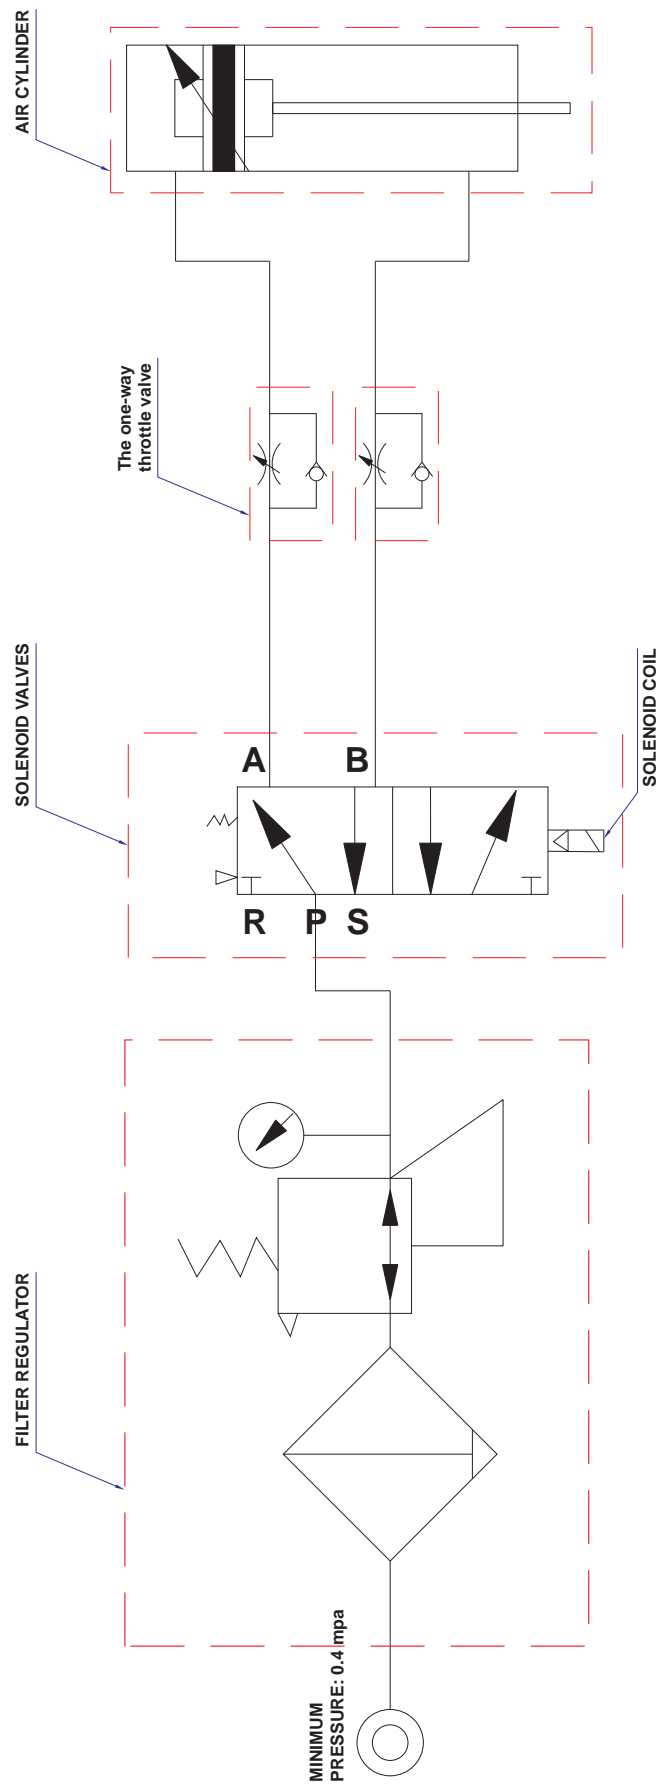 AIR CYLINDER
The one-way
throttle valve
SOLENOID VALVES
A
B
SOLENOID COIL
R
P
S
FILTER REGULATOR
MINIMUM
PRESSURE: 0.4 mpa